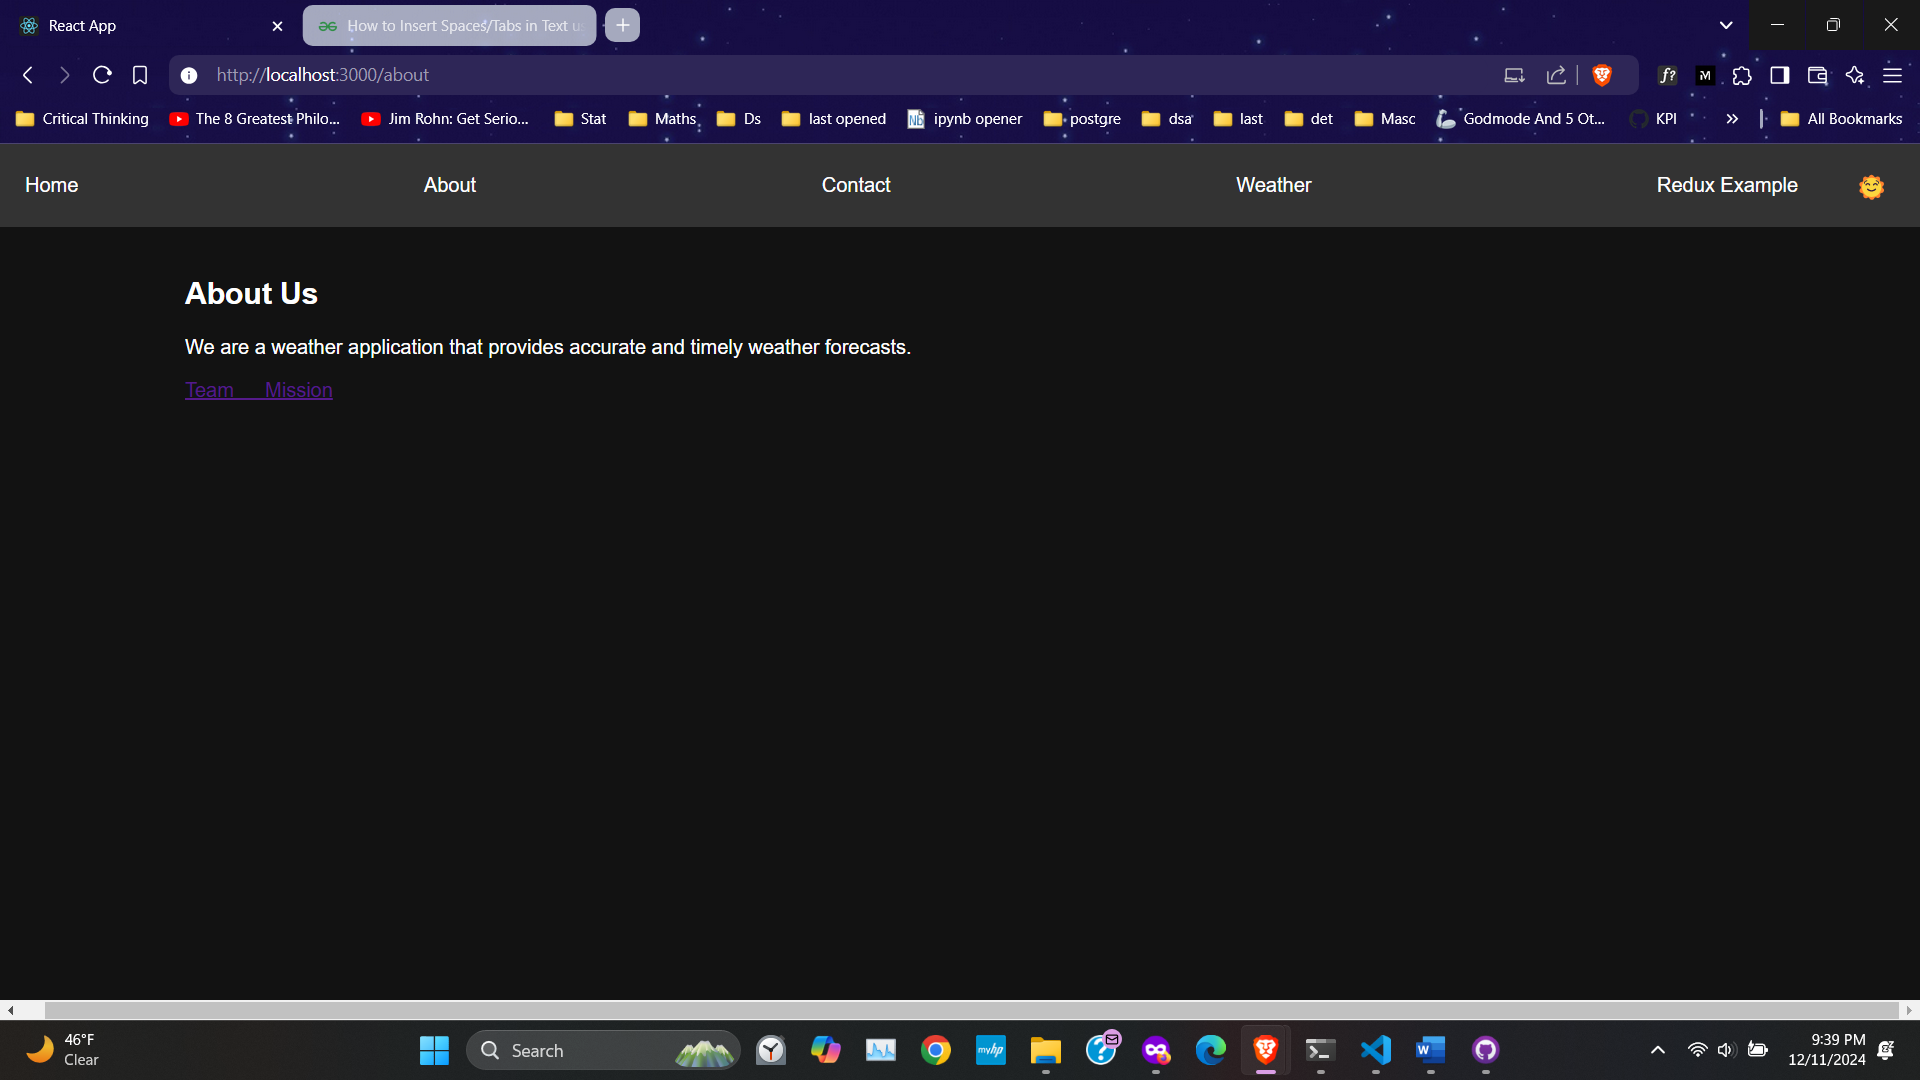 React App
How to Insert Spaces/Tabs in Text u
http://localhost:3000/about
Critical Thinking The 8 Greatest Philo... Jim Rohn: Get Serio... Stat Maths Ds last opened ipynb opener postgre dsa last det Masc Godmode And 5 Ot... KPI » All Bookmarks
Home About Contact Weather Redux Example
About Us
We are a weather application that provides accurate and timely weather forecasts.
Team Mission
46°F
Clear
Search
myhp
9:39 PM
12/11/2024